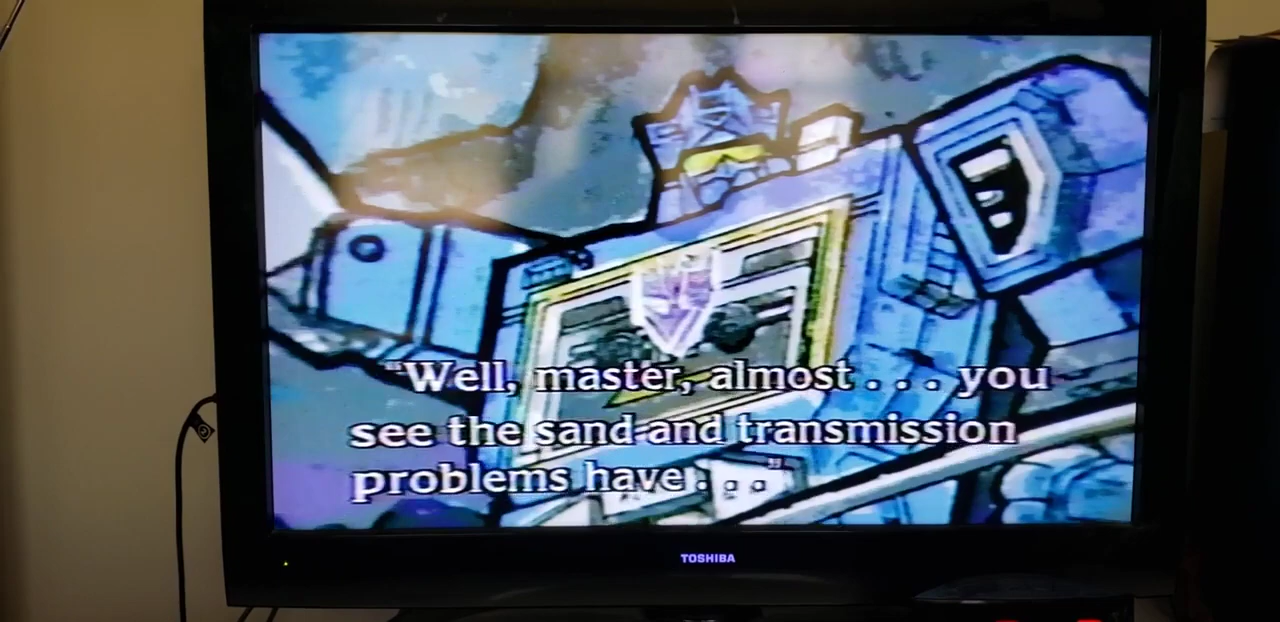 “Well, master, almost . . . you
see the sand and transmission
problems have . . .”
TOSHIBA